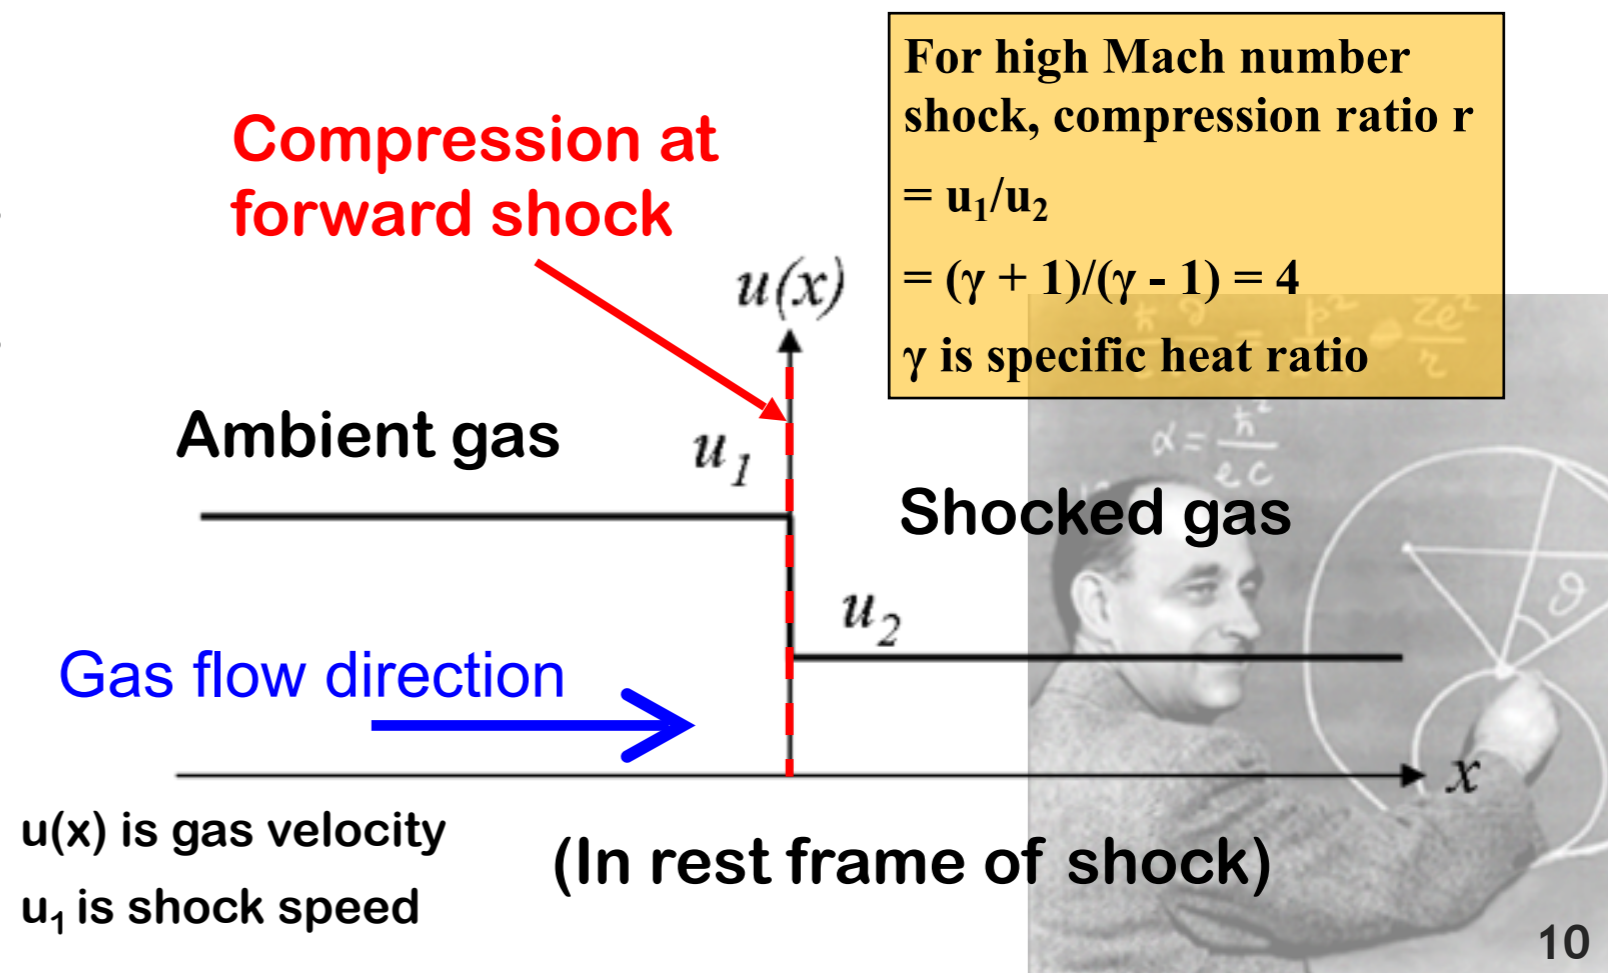 For high Mach number
shock, compression ratio r
= u₁/u₂
= (γ + 1)/(γ - 1) = 4
γ is specific heat ratio
Compression at
forward shock
u(x)
Ambient gas
u₁
Shocked gas
u₂
Gas flow direction
x
u(x) is gas velocity
u₁ is shock speed
(In rest frame of shock)
α = ħ²
ec
ϑ
10